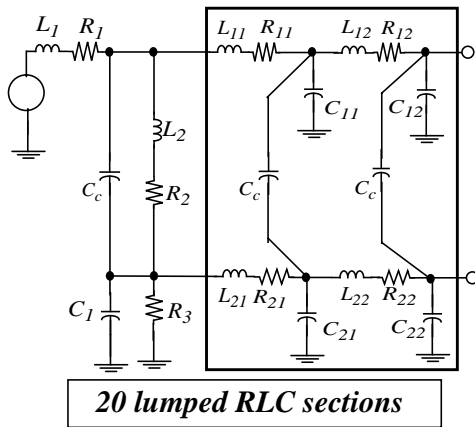 L1 R1 L11 R11 L12 R12
C11 C12
L2
Cc R2 Cc Cc
L21 R21 L22 R22
C1 R3 C21 C22
20 lumped RLC sections